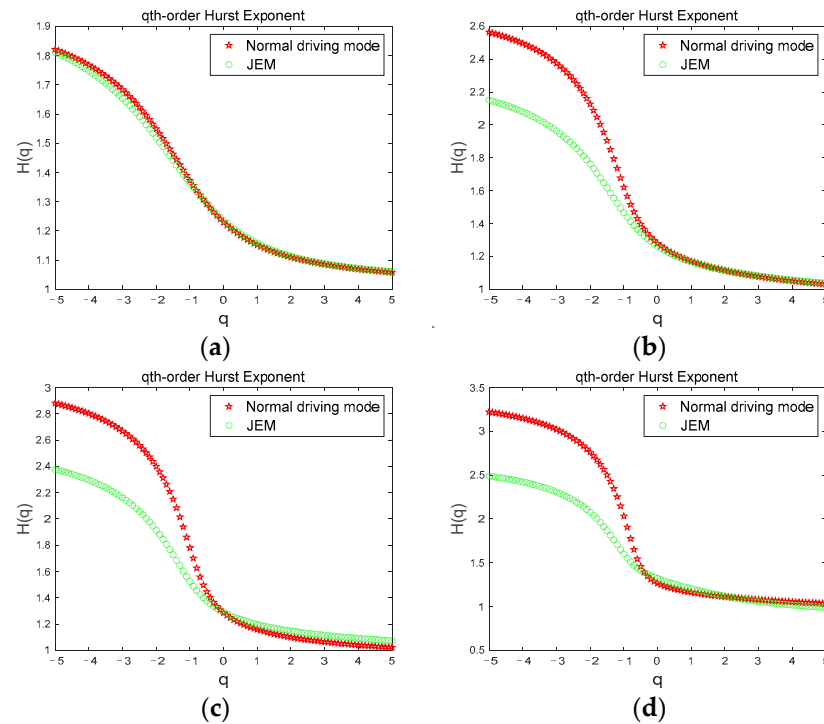 qth-order Hurst Exponent
1.9
1.8
1.7
1.6
1.5
1.4
1.3
1.2
1.1
1
H(q)
Normal driving mode
JEM
−5 −4 −3 −2 −1 0 1 2 3 4 5
q
(a)
qth-order Hurst Exponent
2.6
2.4
2.2
2
1.8
1.6
1.4
1.2
1
H(q)
Normal driving mode
JEM
−5 −4 −3 −2 −1 0 1 2 3 4 5
q
(b)
qth-order Hurst Exponent
3
2.8
2.6
2.4
2.2
2
1.8
1.6
1.4
1.2
1
H(q)
Normal driving mode
JEM
−5 −4 −3 −2 −1 0 1 2 3 4 5
q
(c)
qth-order Hurst Exponent
3.5
3
2.5
2
1.5
1
0.5
H(q)
Normal driving mode
JEM
−5 −4 −3 −2 −1 0 1 2 3 4 5
q
(d)